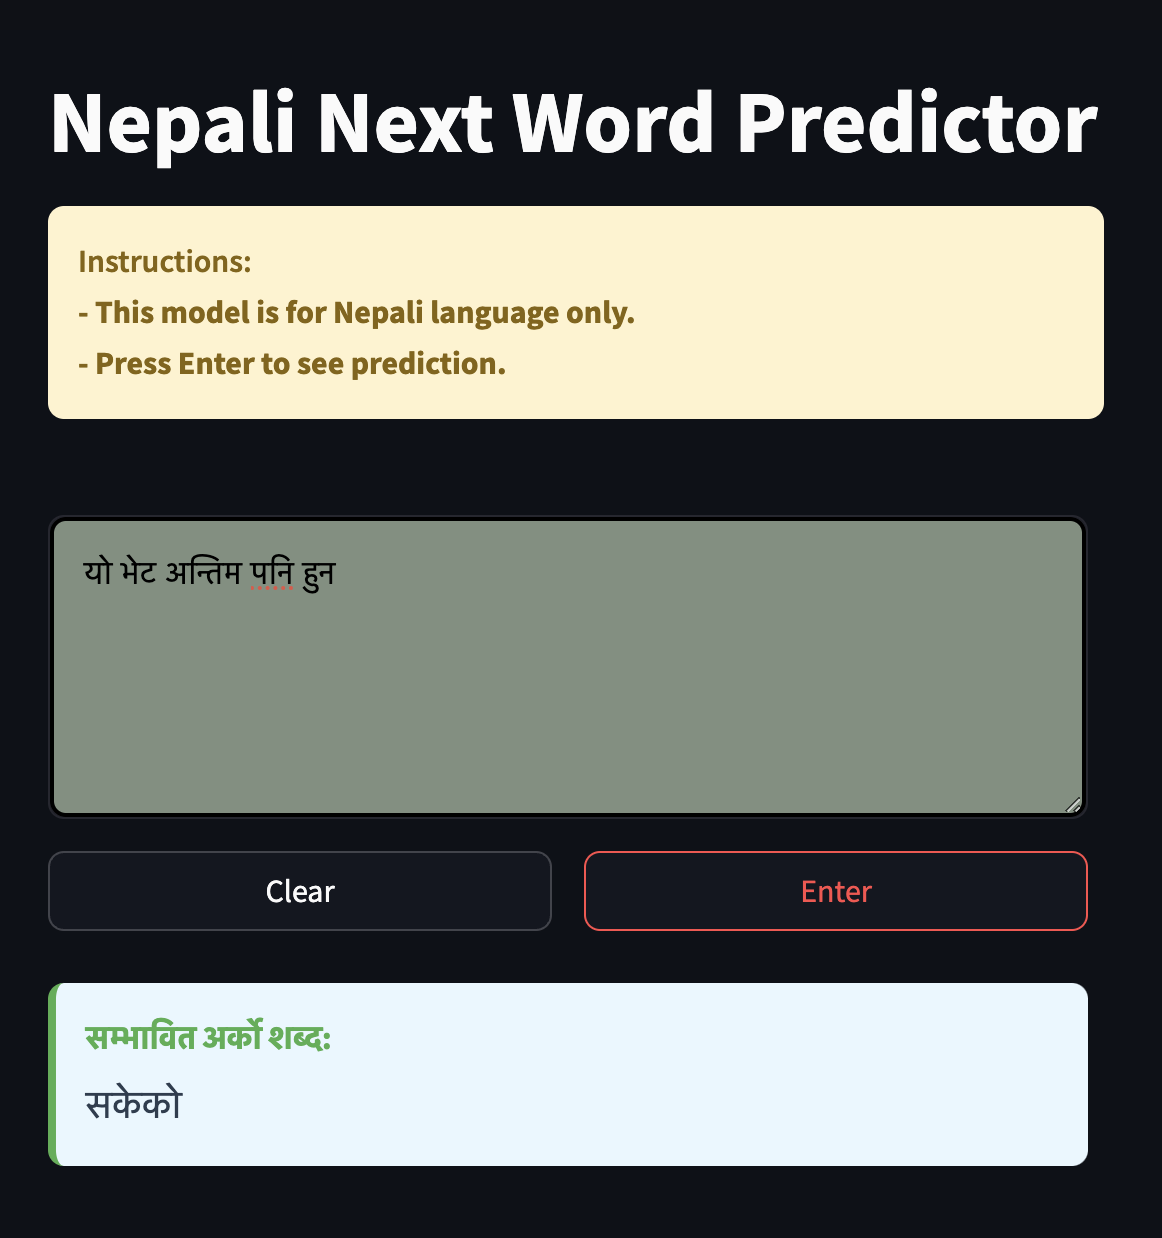 Nepali Next Word Predictor
Instructions:
- This model is for Nepali language only.
- Press Enter to see prediction.
यो भेट अन्तिम पनि हुन
Clear
Enter
सम्भावित अर्को शब्द:
सकेको